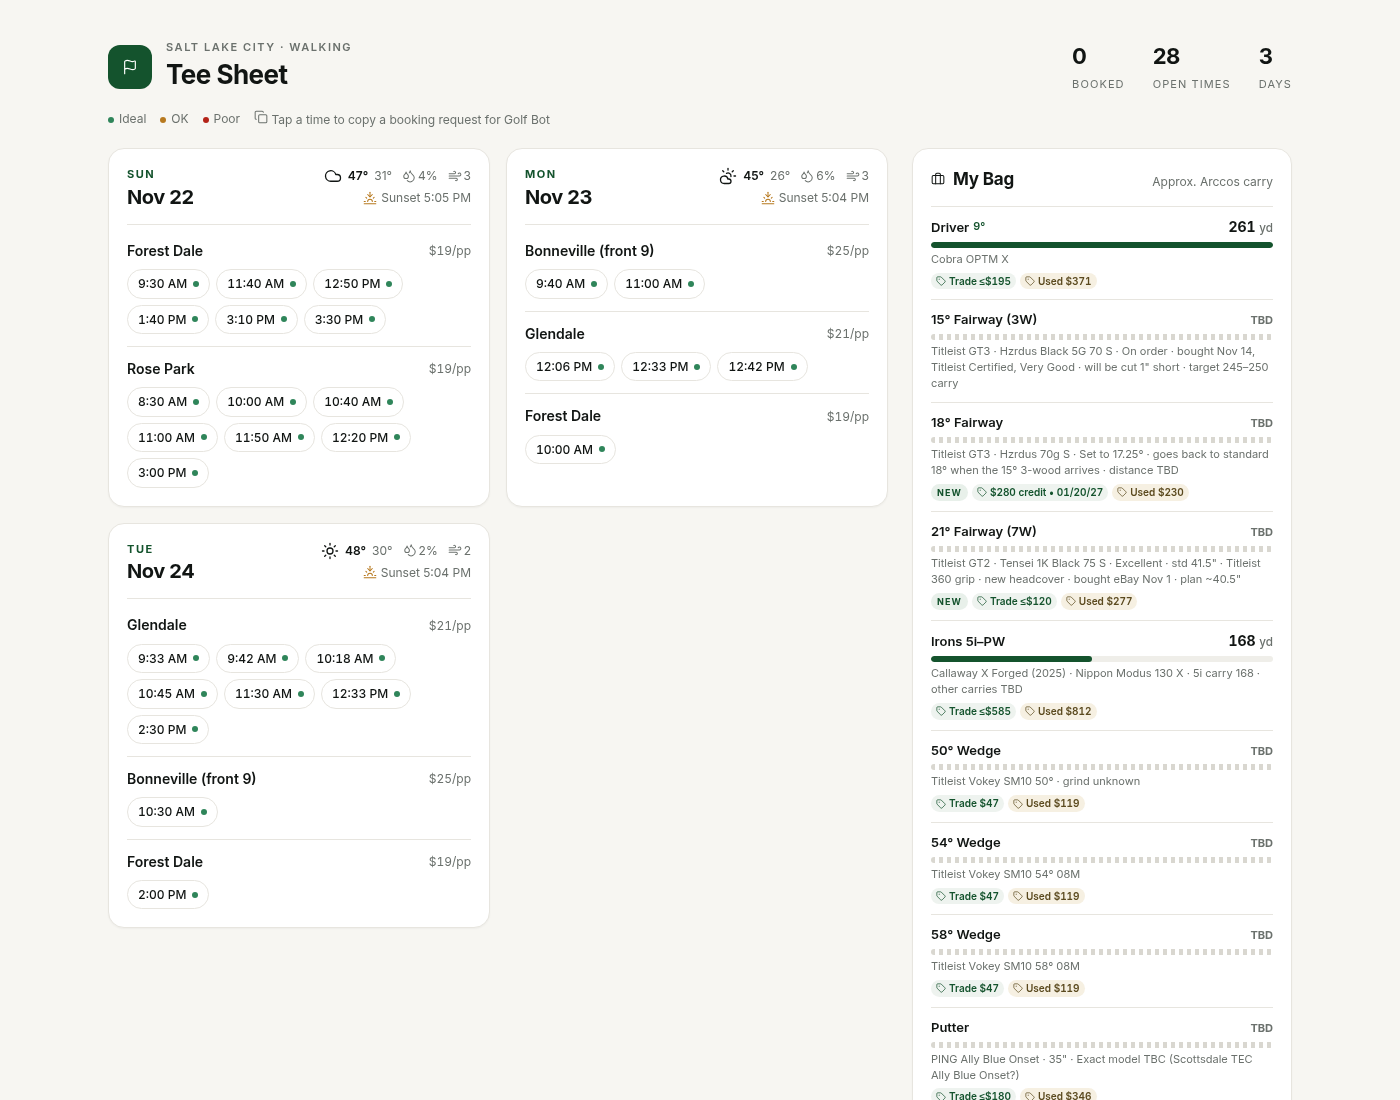 SALT LAKE CITY · WALKING
Tee Sheet
0
BOOKED
28
OPEN TIMES
3
DAYS
Ideal
OK
Poor
Tap a time to copy a booking request for Golf Bot
SUN
Nov 22
47° 31° 4% 3
Sunset 5:05 PM
Forest Dale $19/pp
9:30 AM 11:40 AM 12:50 PM
1:40 PM 3:10 PM 3:30 PM
Rose Park $19/pp
8:30 AM 10:00 AM 10:40 AM
11:00 AM 11:50 AM 12:20 PM
3:00 PM
MON
Nov 23
45° 26° 6% 3
Sunset 5:04 PM
Bonneville (front 9) $25/pp
9:40 AM 11:00 AM
Glendale $21/pp
12:06 PM 12:33 PM 12:42 PM
Forest Dale $19/pp
10:00 AM
TUE
Nov 24
48° 30° 2% 2
Sunset 5:04 PM
Glendale $21/pp
9:33 AM 9:42 AM 10:18 AM
10:45 AM 11:30 AM 12:33 PM
2:30 PM
Bonneville (front 9) $25/pp
10:30 AM
Forest Dale $19/pp
2:00 PM
My Bag Approx. Arccos carry
Driver 9° 261 yd
Cobra OPTM X
Trade ≤$195 Used $371
15° Fairway (3W) TBD
Titleist GT3 · Hzrdus Black 5G 70 S · On order · bought Nov 14,
Titleist Certified, Very Good · will be cut 1" short · target 245–250
carry
18° Fairway TBD
Titleist GT3 · Hzrdus 70g S · Set to 17.25° · goes back to standard
18° when the 15° 3-wood arrives · distance TBD
NEW $280 credit • 01/20/27 Used $230
21° Fairway (7W) TBD
Titleist GT2 · Tensei 1K Black 75 S · Excellent · std 41.5" · Titleist
360 grip · new headcover · bought eBay Nov 1 · plan ~40.5"
NEW Trade ≤$120 Used $277
Irons 5i–PW 168 yd
Callaway X Forged (2025) · Nippon Modus 130 X · 5i carry 168 ·
other carries TBD
Trade ≤$585 Used $812
50° Wedge TBD
Titleist Vokey SM10 50° · grind unknown
Trade $47 Used $119
54° Wedge TBD
Titleist Vokey SM10 54° 08M
Trade $47 Used $119
58° Wedge TBD
Titleist Vokey SM10 58° 08M
Trade $47 Used $119
Putter TBD
PING Ally Blue Onset · 35" · Exact model TBC (Scottsdale TEC
Ally Blue Onset?)
Trade ≤$180 Used $346